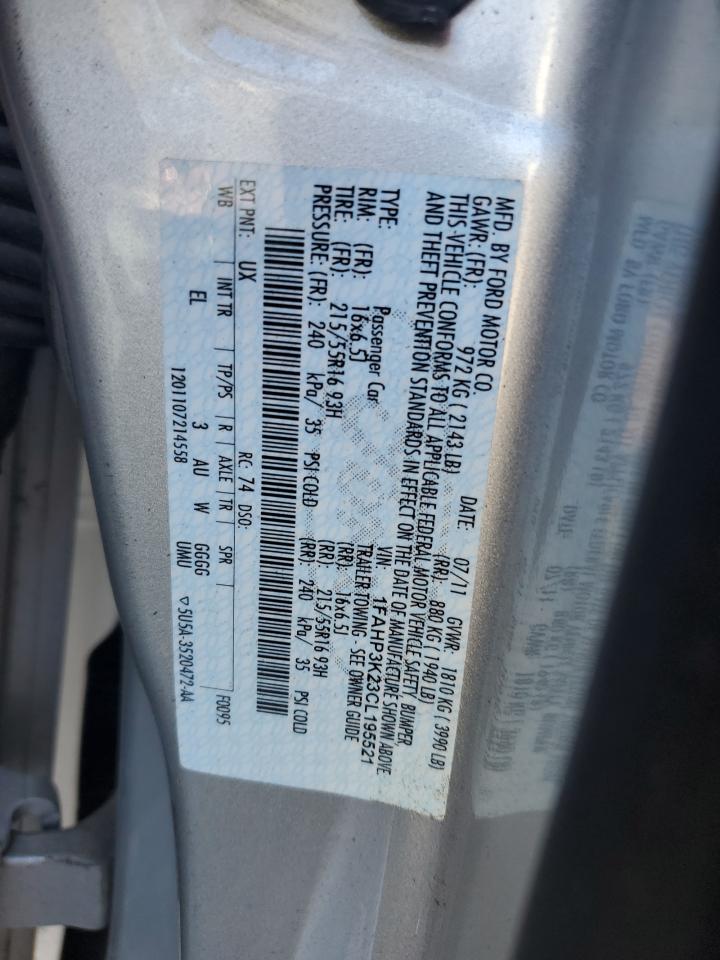 MFD. BY FORD MOTOR CO.
DATE: 07/11 GVWR: 1810 KG ( 3990 LB)
GAWR: (FR): 972 KG ( 2143 LB) (RR): 880 KG ( 1940 LB)
THIS VEHICLE CONFORMS TO ALL APPLICABLE FEDERAL MOTOR VEHICLE SAFETY, BUMPER,
AND THEFT PREVENTION STANDARDS IN EFFECT ON THE DATE OF MANUFACTURE SHOWN ABOVE
VIN: 1FAHP3K23CL195521
TYPE: Passenger Car TRAILER TOWING - SEE OWNER GUIDE
RIM: (FR): 16x6.5J (RR): 16x6.5J
TIRE: (FR): 215/55R16 93H (RR): 215/55R16 93H
PRESSURE: (FR): 240 kPa/ 35 PSI COLD (RR): 240 kPa/ 35 PSI COLD
EXT PNT: UX RC: 74 DSO:
WB INT TR TP/PS R AXLE TR SPR F0095
EL 3 AU W GGGG
UMU
1201107214558 ▽5U5A-3520472-AA